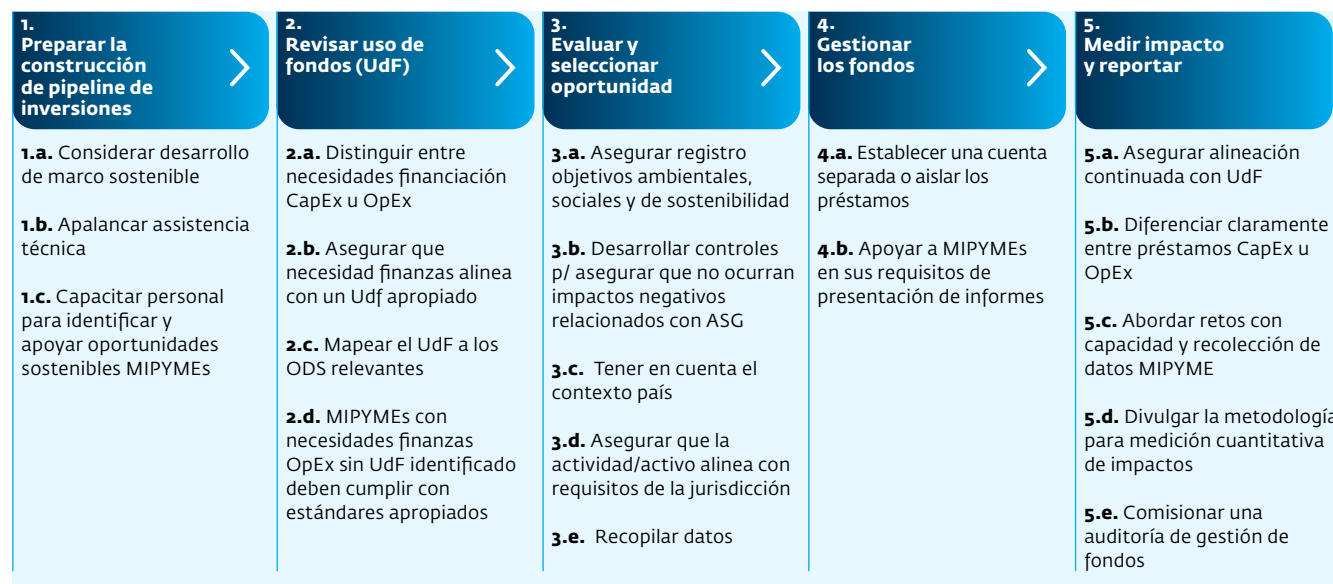 1.
Preparar la
construcción
de pipeline de
inversiones
1.a. Considerar desarrollo
de marco sostenible
1.b. Apalancar assistencia
técnica
1.c. Capacitar personal
para identificar y
apoyar oportunidades
sostenibles MIPYMEs
2.
Revisar uso de
fondos (UdF)
2.a. Distinguir entre
necesidades financiación
CapEx u OpEx
2.b. Asegurar que
necesidad finanzas alinea
con un Udf apropiado
2.c. Mapear el UdF a los
ODS relevantes
2.d. MIPYMEs con
necesidades finanzas
OpEx sin UdF identificado
deben cumplir con
estándares apropiados
3.
Evaluar y
seleccionar
oportunidad
3.a. Asegurar registro
objetivos ambientales,
sociales y de sostenibilidad
3.b. Desarrollar controles
p/ asegurar que no ocurran
impactos negativos
relacionados con ASG
3.c. Tener en cuenta el
contexto país
3.d. Asegurar que la
actividad/activo alinea con
requisitos de la jurisdicción
3.e. Recopilar datos
4.
Gestionar
los fondos
4.a. Establecer una cuenta
separada o aislar los
préstamos
4.b. Apoyar a MIPYMEs
en sus requisitos de
presentación de informes
5.
Medir impacto
y reportar
5.a. Asegurar alineación
continuada con UdF
5.b. Diferenciar claramente
entre préstamos CapEx u
OpEx
5.c. Abordar retos con
capacidad y recolección de
datos MIPYME
5.d. Divulgar la metodología
para medición cuantitativa
de impactos
5.e. Comisionar una
auditoría de gestión de
fondos